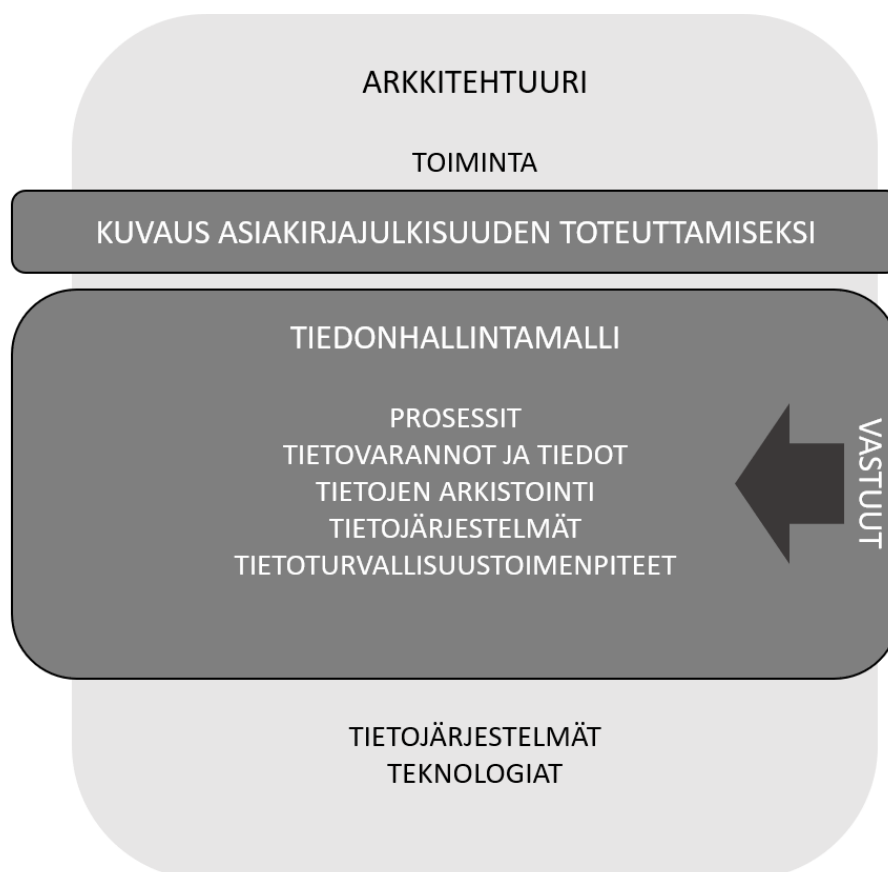 ARKKITEHTUURI
TOIMINTA
KUVAUS ASIAKIRJAJULKISUUDEN TOTEUTTAMISEKSI
TIEDONHALLINTAMALLI
PROSESSIT
TIETOVARANNOT JA TIEDOT
TIETOJEN ARKISTOINTI
TIETOJÄRJESTELMÄT
TIETOTURVALLISUUSTOIMENPITEET
VASTUUT
TIETOJÄRJESTELMÄT
TEKNOLOGIAT